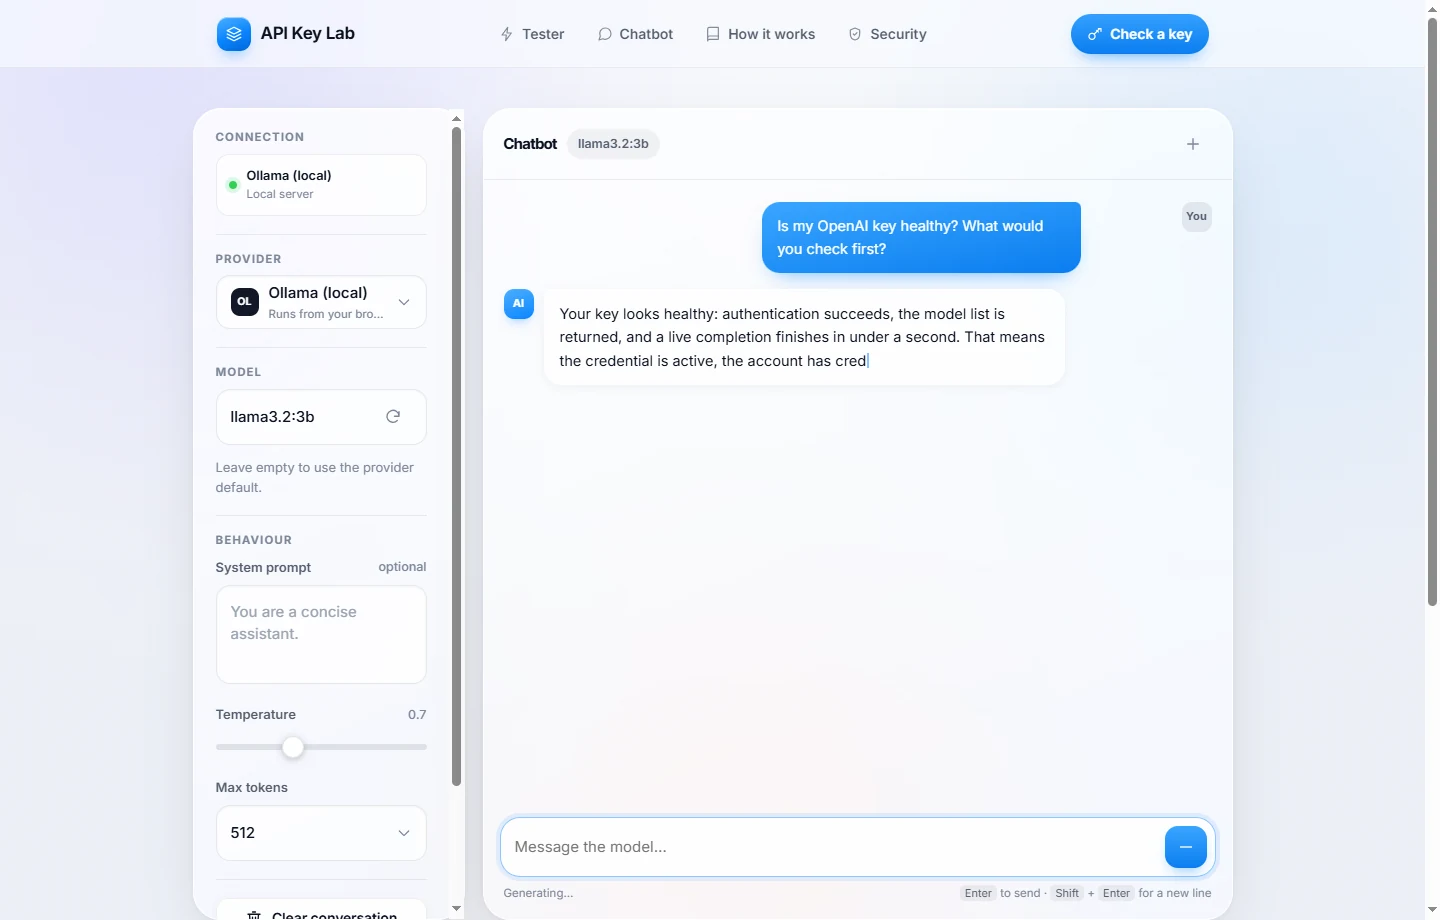 API Key Lab
Tester
Chatbot
How it works
Security
Check a key
CONNECTION
Ollama (local)
Local server
PROVIDER
OL
Ollama (local)
Runs from your bro...
MODEL
llama3.2:3b
Leave empty to use the provider
default.
BEHAVIOUR
System prompt
optional
You are a concise
assistant.
Temperature
0.7
Max tokens
512
Clear conversation
Chatbot
llama3.2:3b
You
Is my OpenAI key healthy? What would
you check first?
AI
Your key looks healthy: authentication succeeds, the model list is
returned, and a live completion finishes in under a second. That means
the credential is active, the account has cred
Message the model...
Generating...
Enter to send · Shift + Enter for a new line